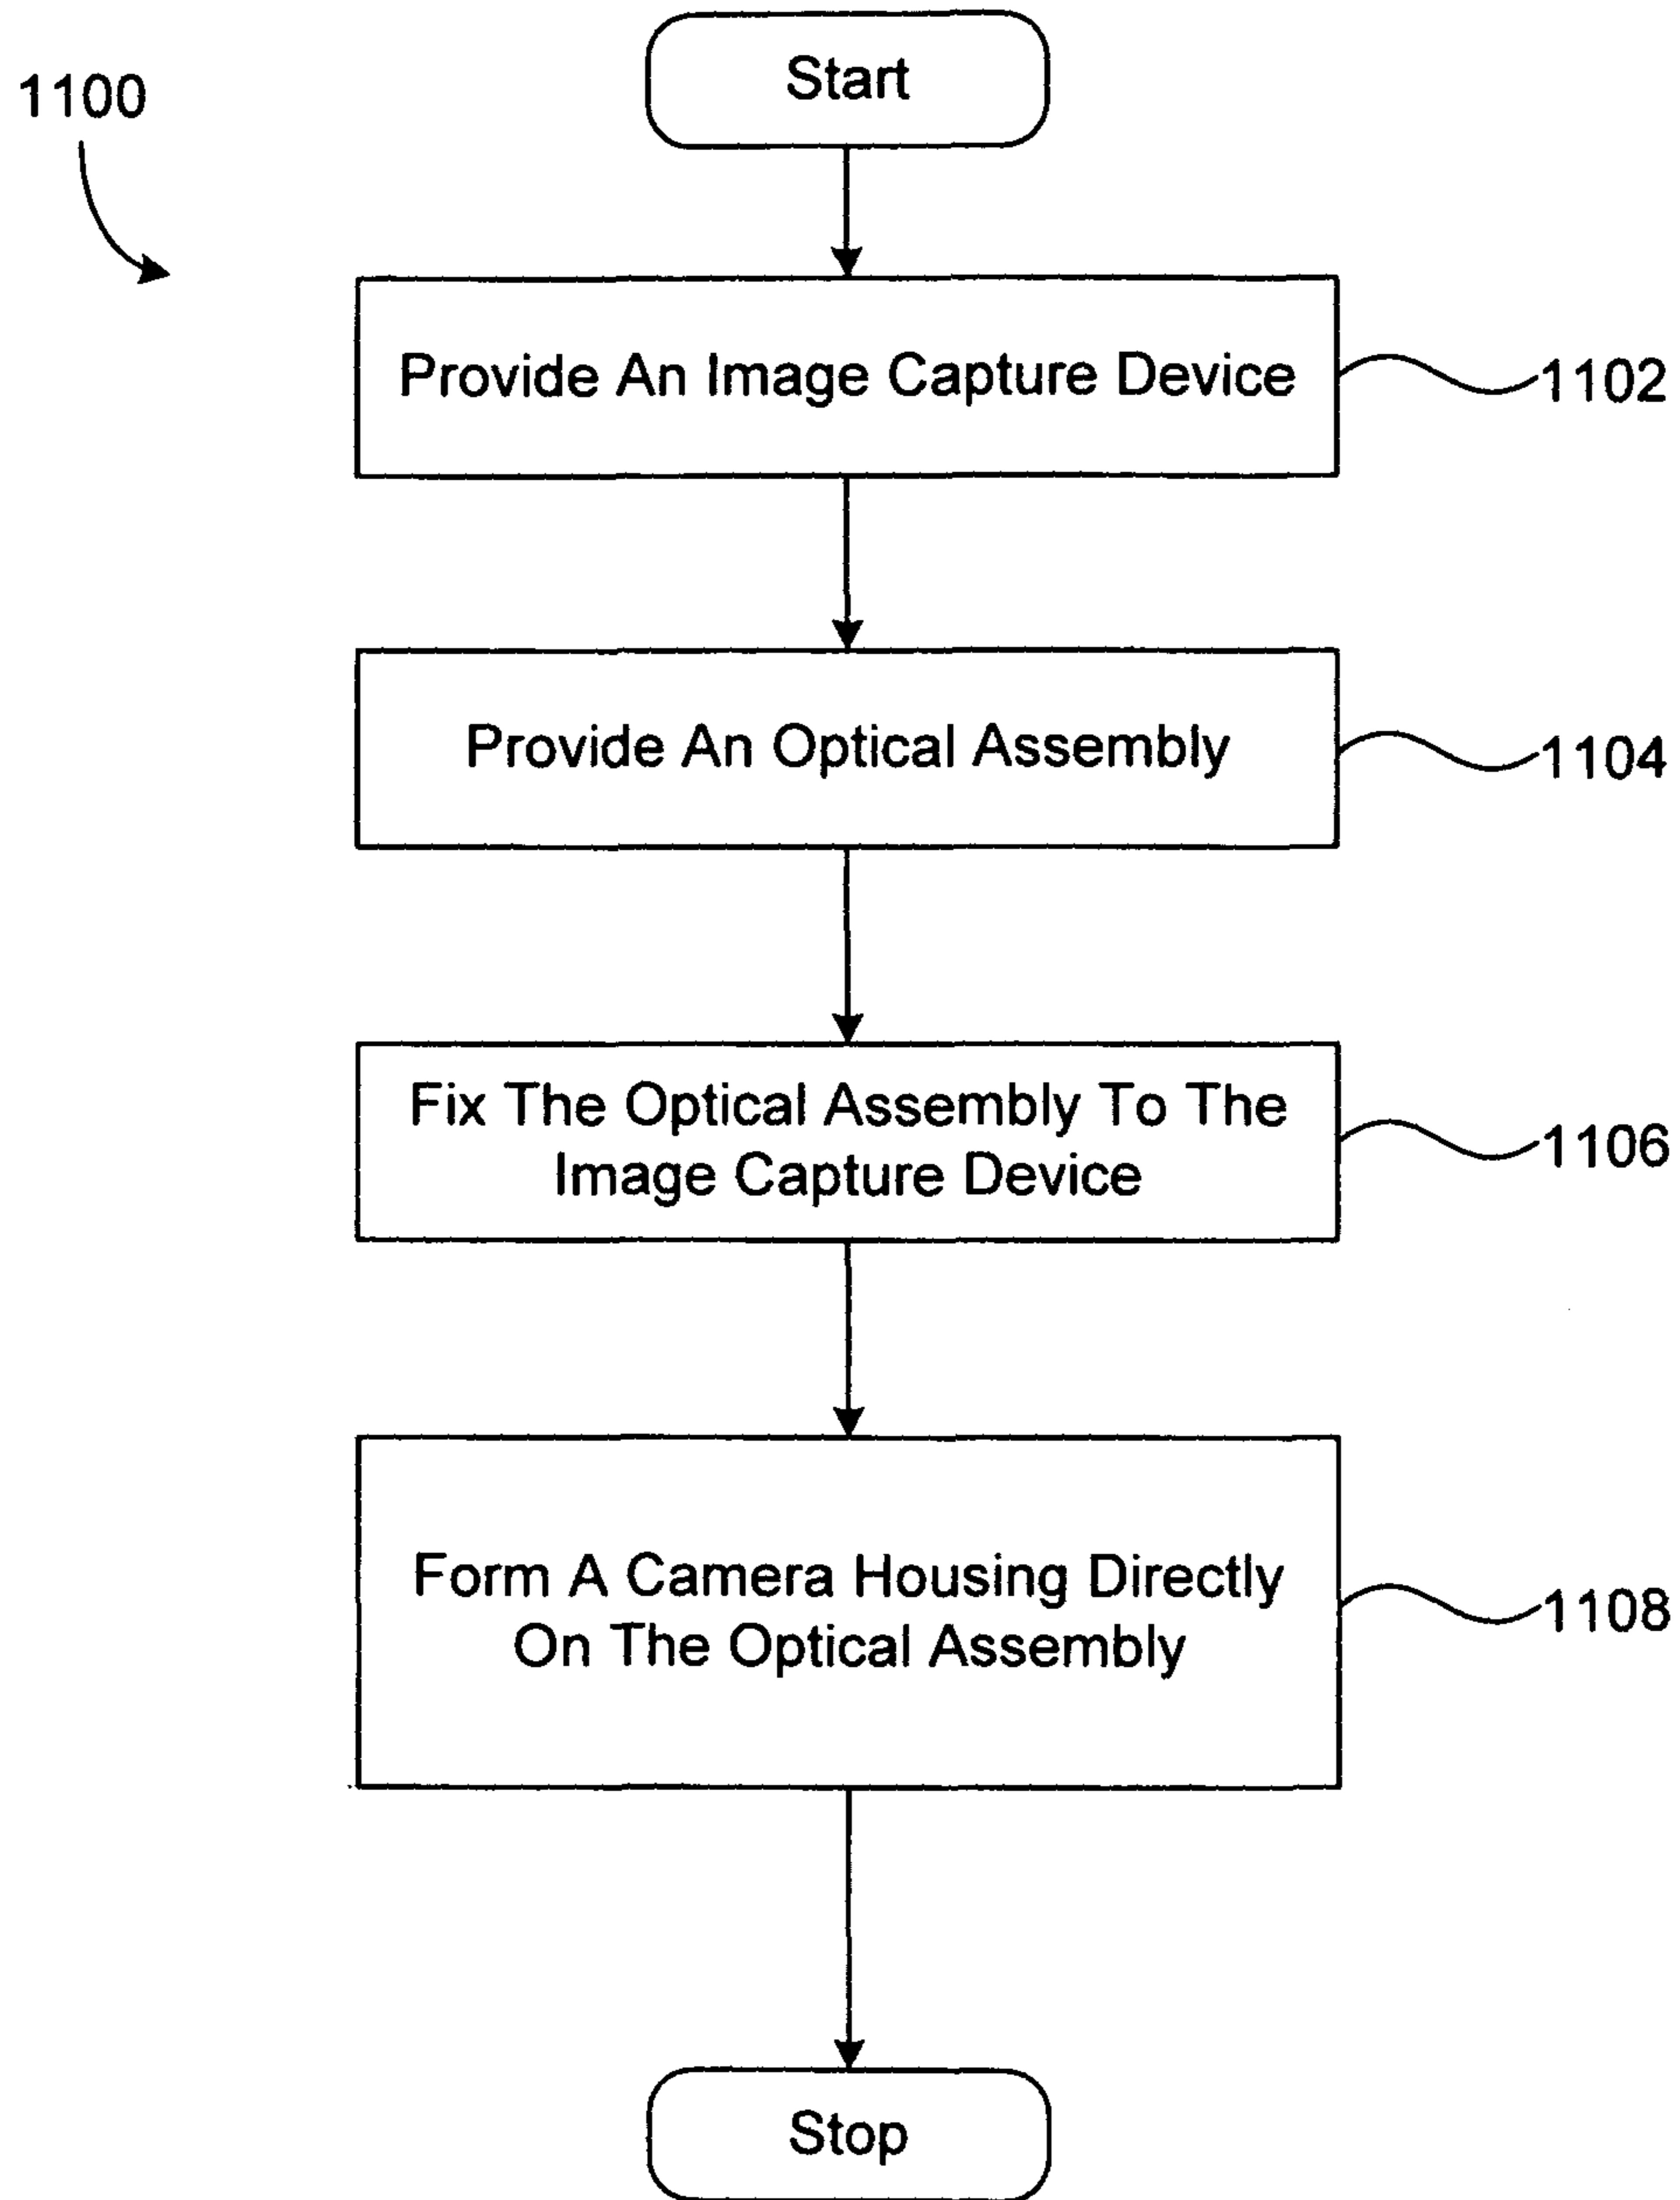 Start
1100
Provide An Image Capture Device
1102
Provide An Optical Assembly
1104
Fix The Optical Assembly To The
Image Capture Device
1106
Form A Camera Housing Directly
On The Optical Assembly
1108
Stop